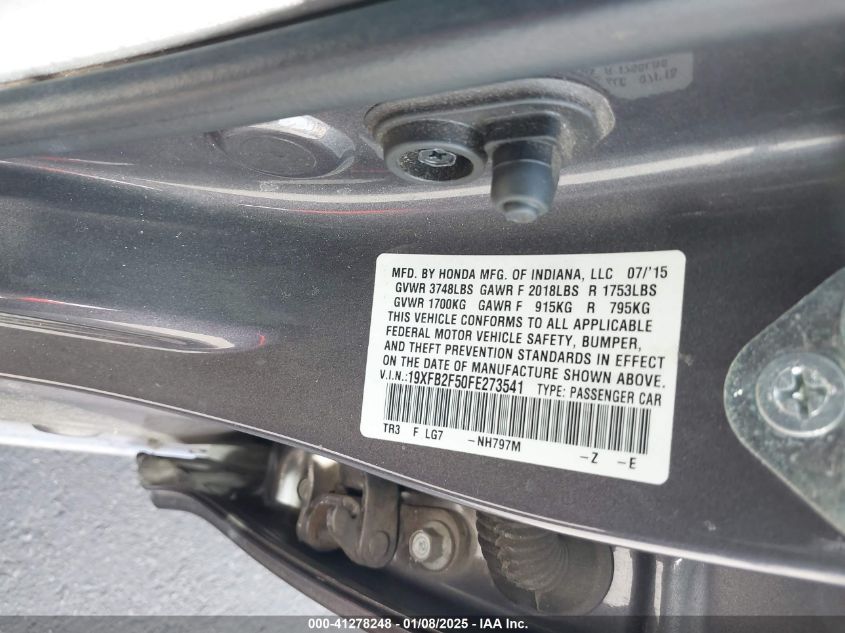 R 1753LBS
MFD. BY HONDA MFG. OF INDIANA, LLC 07/'15
GVWR 3748LBS GAWR F 2018LBS R 1753LBS
GVWR 1700KG GAWR F 915KG R 795KG
THIS VEHICLE CONFORMS TO ALL APPLICABLE
FEDERAL MOTOR VEHICLE SAFETY, BUMPER,
AND THEFT PREVENTION STANDARDS IN EFFECT
ON THE DATE OF MANUFACTURE SHOWN ABOVE.
V.I.N.:19XFB2F50FE273541 TYPE: PASSENGER CAR
TR3 F LG7 -NH797M -Z -E
000-41278248 - 01/08/2025 - IAA Inc.